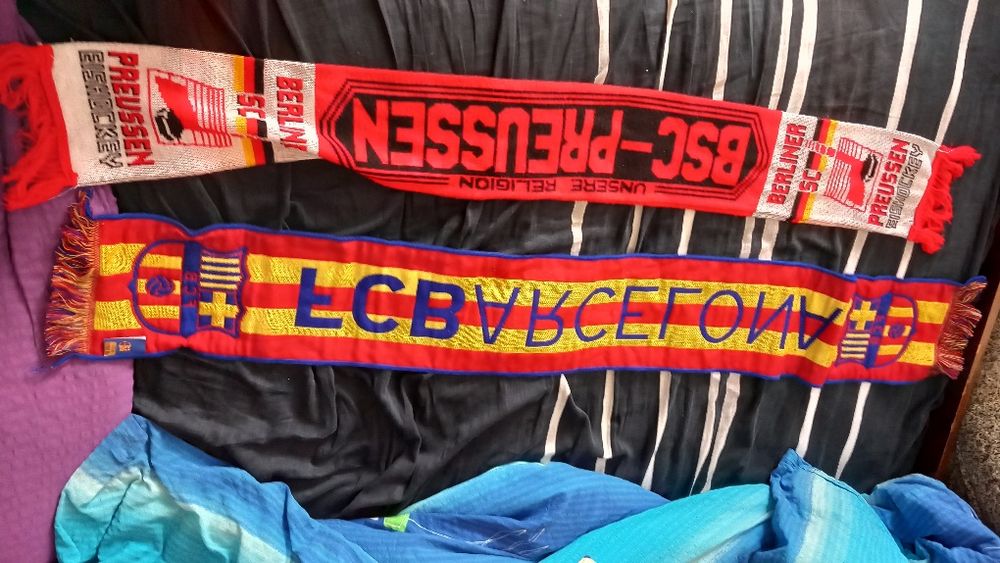 PREUSSEN
EISHOCKEY
BERLINER
SC
BSC-PREUSSEN
UNSERE RELIGION
BERLINER
SC
PREUSSEN
EISHOCKEY
FCB
FCBARCELONA
FCB